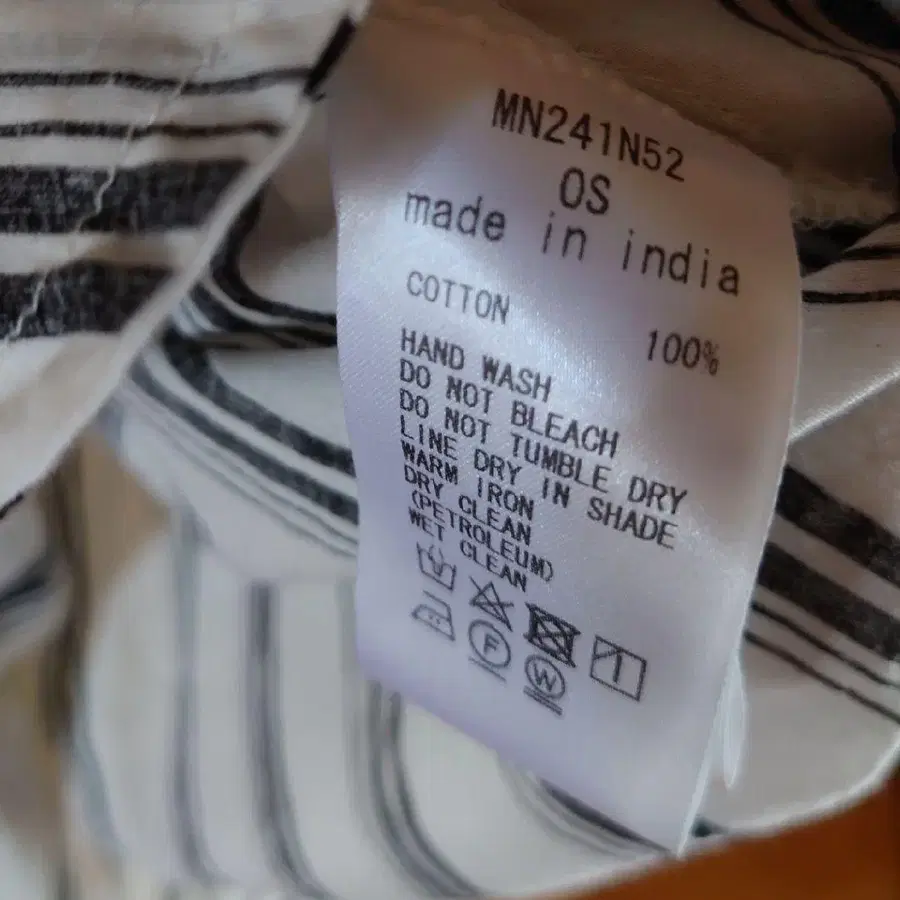 MN241N52
OS
made in india
COTTON
100%
HAND WASH
DO NOT BLEACH
DO NOT TUMBLE DRY
LINE DRY IN SHADE
WARM IRON
DRY CLEAN
(PETROLEUM)
WET CLEAN
F
W